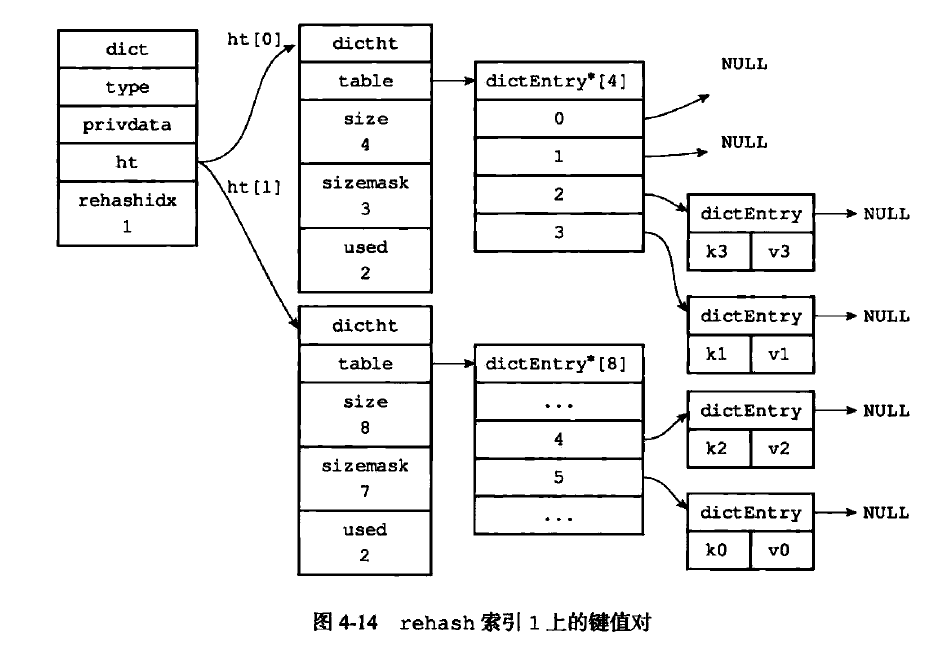 dict
type
privdata
ht
rehashidx
1
ht[0]
ht[1]
dictht
table
size
4
sizemask
3
used
2
dictEntry*[4]
0
1
2
3
NULL
NULL
dictEntry
NULL
k3 v3
dictEntry
NULL
k1 v1
dictht
table
size
8
sizemask
7
used
2
dictEntry*[8]
...
4
5
...
dictEntry
NULL
k2 v2
dictEntry
NULL
k0 v0
图 4-14 rehash 索引 1 上的键值对